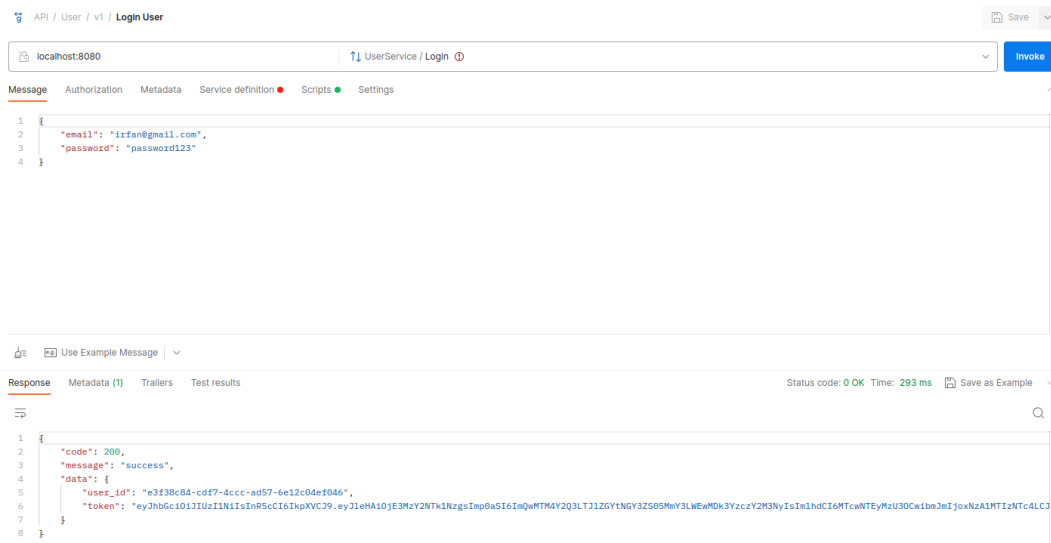 API / User / v1 / Login User
Save
localhost:8080
UserService / Login
Invoke
Message Authorization Metadata Service definition Scripts Settings
1 {
2 "email": "irfan@gmail.com",
3 "password": "password123"
4 }
Use Example Message
Response Metadata (1) Trailers Test results
Status code: 0 OK Time: 293 ms Save as Example
1 {
2 "code": 200,
3 "message": "success",
4 "data": {
5 "user_id": "e3f38c84-cdf7-4ccc-ad57-6e12c04ef046",
6 "token":
7 }
8 }